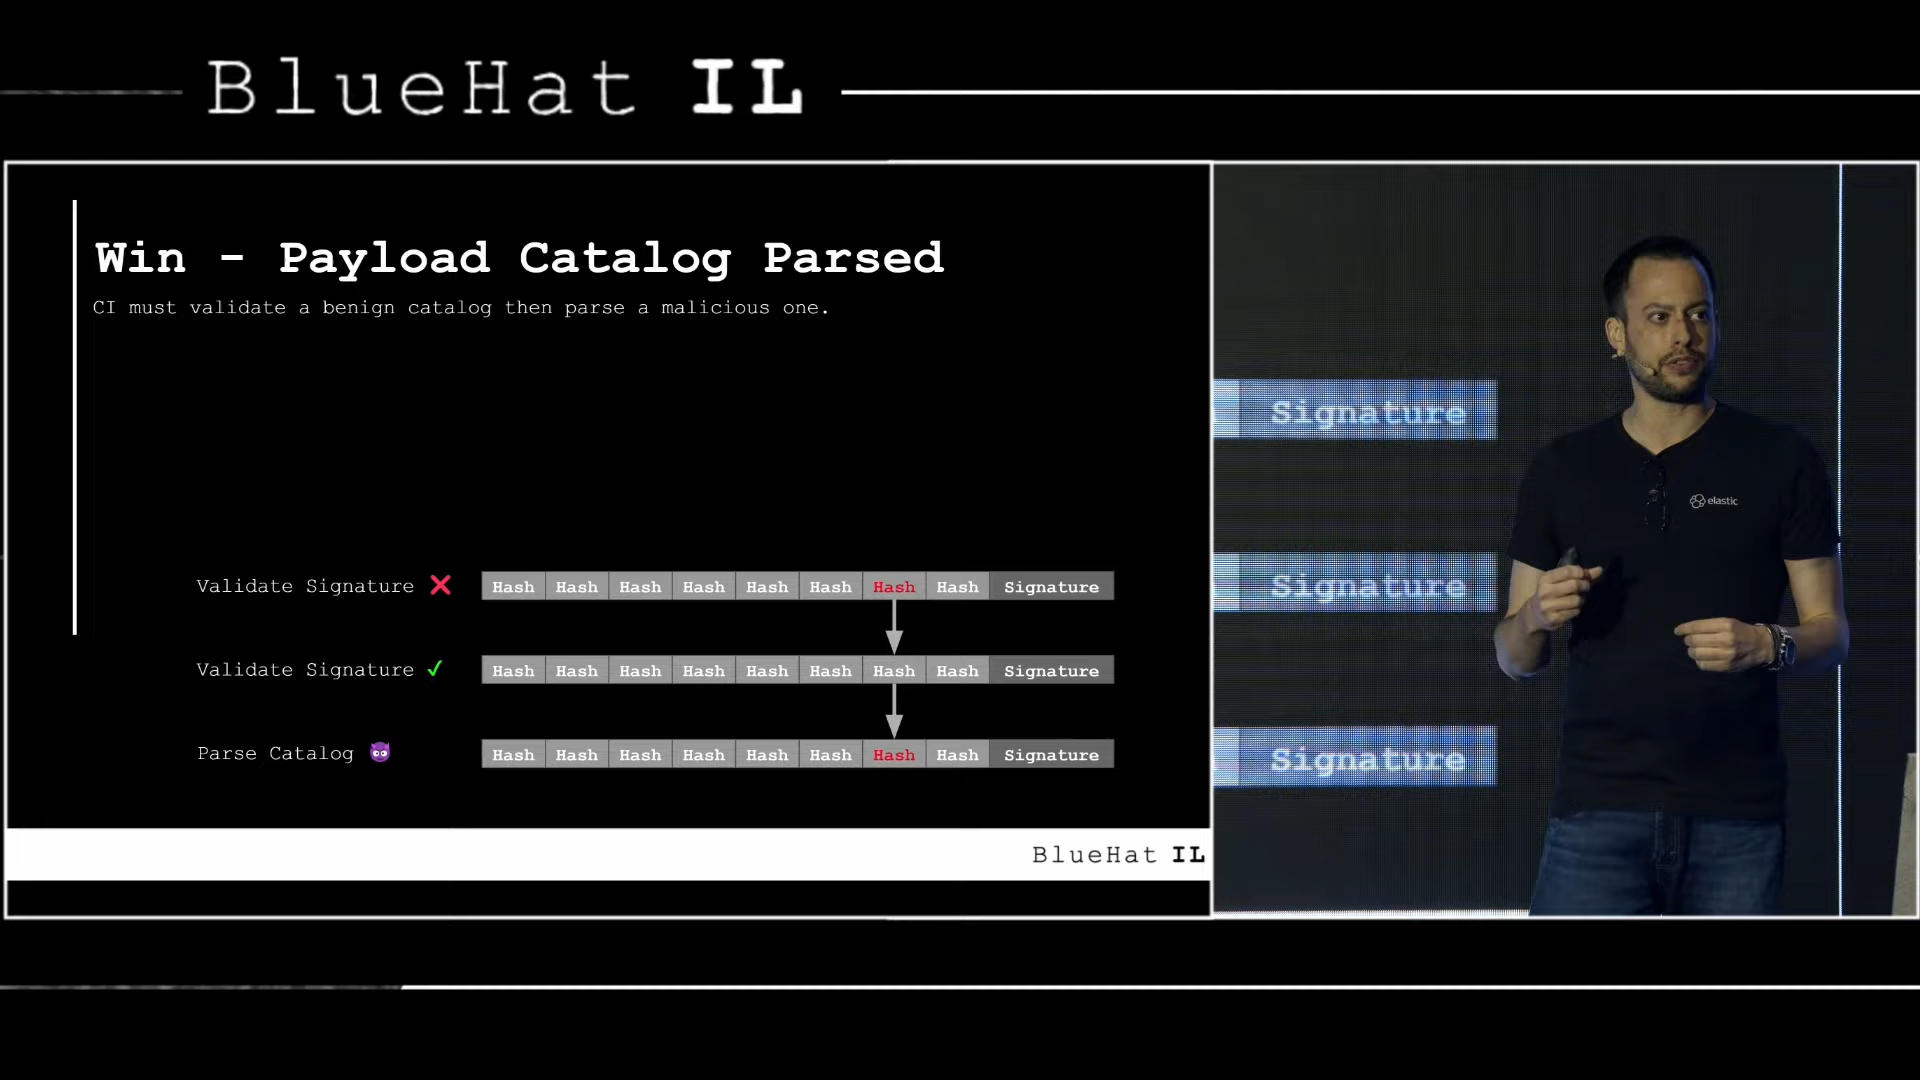 BlueHat IL
Win - Payload Catalog Parsed
CI must validate a benign catalog then parse a malicious one.
Validate Signature ❌ Hash Hash Hash Hash Hash Hash Hash Hash Signature
Validate Signature ✓ Hash Hash Hash Hash Hash Hash Hash Hash Signature
Parse Catalog 😈 Hash Hash Hash Hash Hash Hash Hash Hash Signature
BlueHat IL
Signature
Signature
Signature
elastic